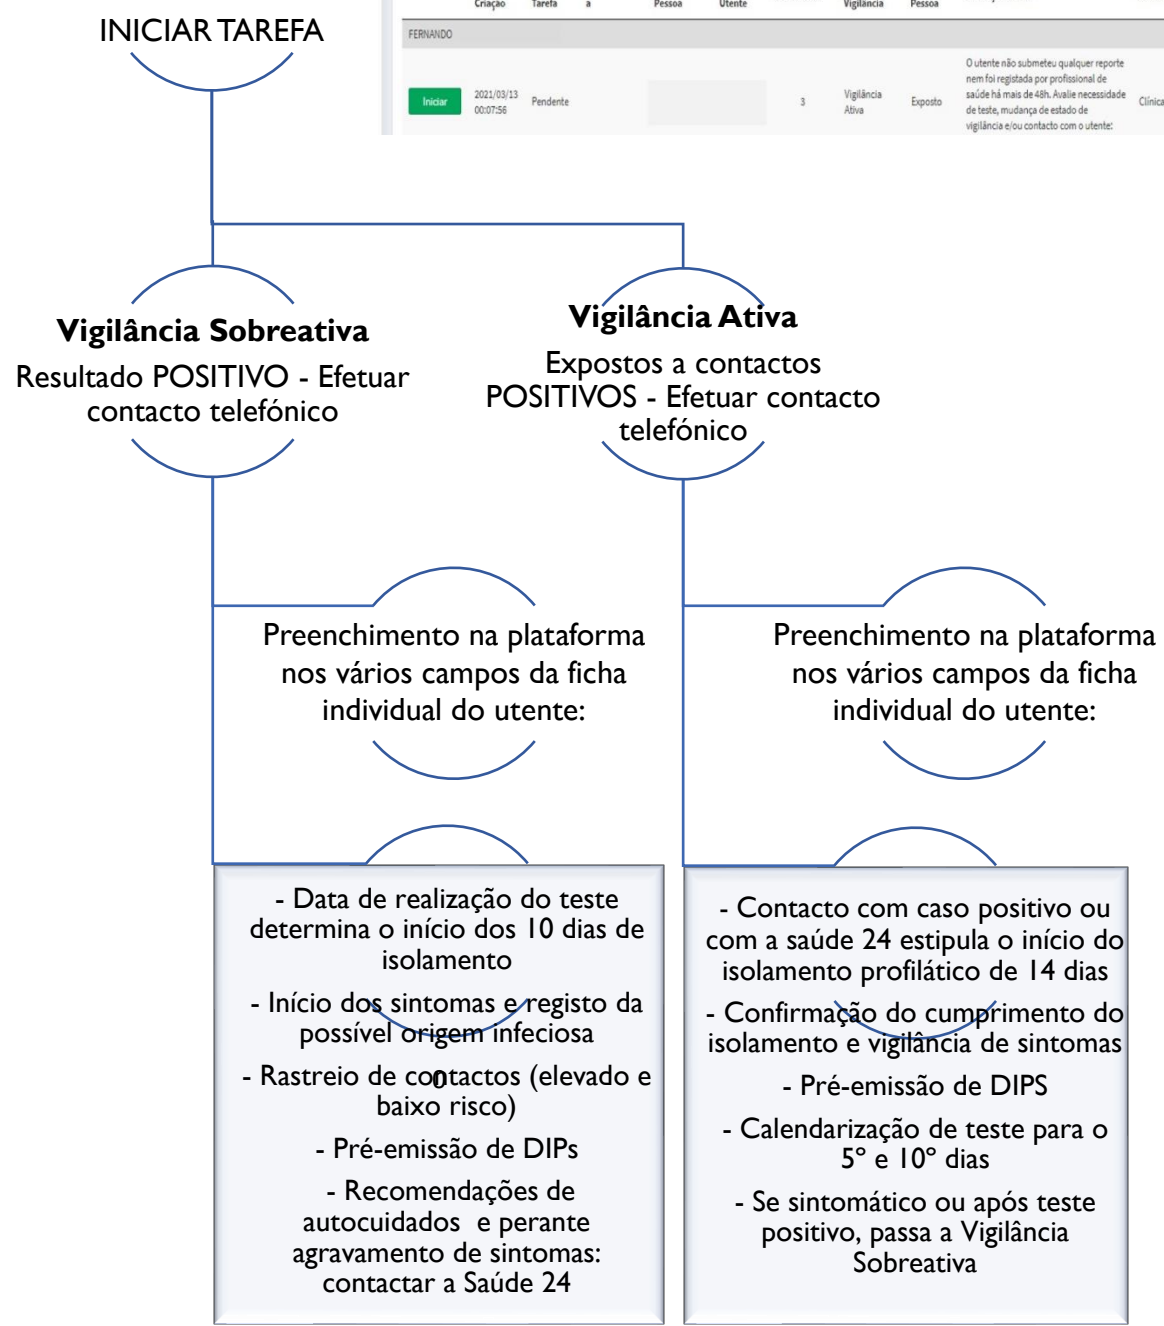 INICIAR TAREFA
Criação Tarefa a Pessoa Utente Vigilância Pessoa
FERNANDO
Iniciar
2021/03/13
00:07:56
Pendente
3
Vigilância
Ativa
Exposto
O utente não submeteu qualquer reporte
nem foi registada por profissional de
saúde há mais de 48h. Avalie necessidade
de teste, mudança de estado de
vigilância e/ou contacto com o utente:
Clínica
Vigilância Sobreativa
Resultado POSITIVO - Efetuar
contacto telefónico
Vigilância Ativa
Expostos a contactos
POSITIVOS - Efetuar contacto
telefónico
Preenchimento na plataforma
nos vários campos da ficha
individual do utente:
Preenchimento na plataforma
nos vários campos da ficha
individual do utente:
- Data de realização do teste
determina o início dos 10 dias de
isolamento
- Início dos sintomas e registo da
possível origem infeciosa
- Rastreio de contactos (elevado e
baixo risco)
0
- Pré-emissão de DIPs
- Recomendações de
autocuidados e perante
agravamento de sintomas:
contactar a Saúde 24
- Contacto com caso positivo ou
com a saúde 24 estipula o início do
isolamento profilático de 14 dias
- Confirmação do cumprimento do
isolamento e vigilância de sintomas
- Pré-emissão de DIPS
- Calendarização de teste para o
5º e 10º dias
- Se sintomático ou após teste
positivo, passa a Vigilância
Sobreativa